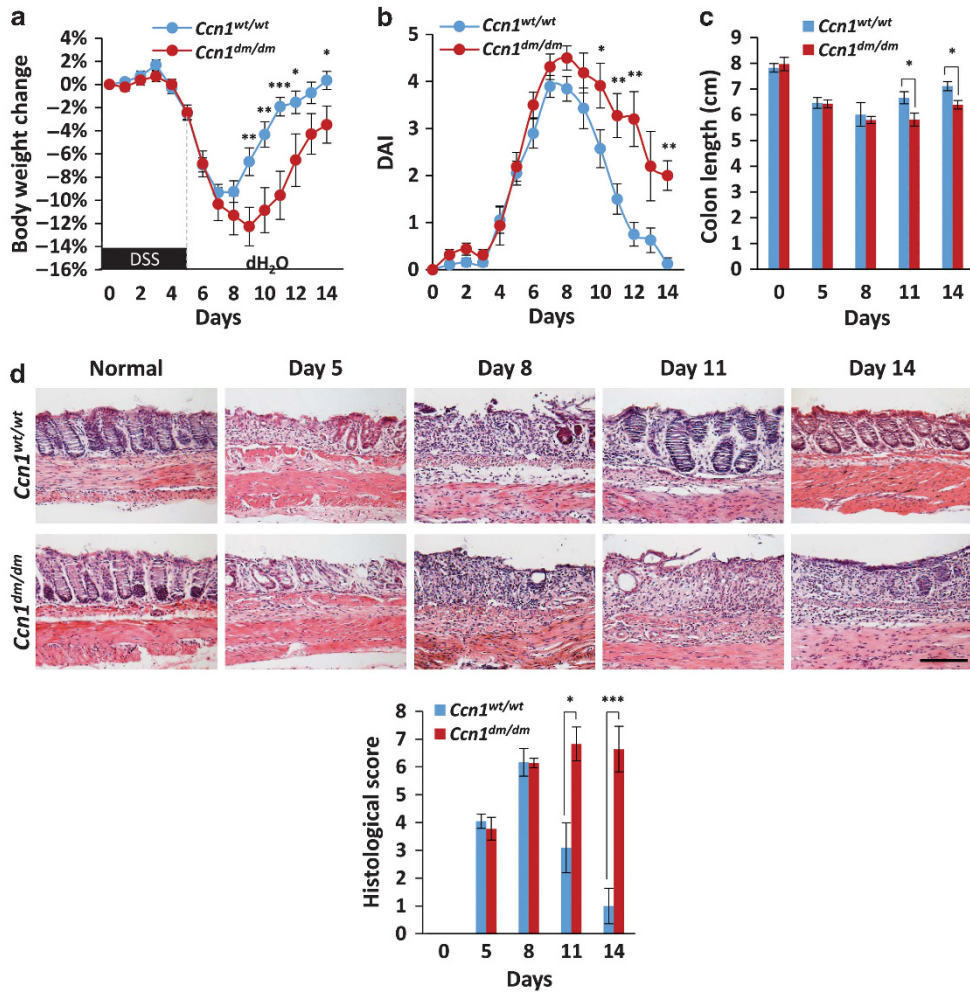 a
Ccn1wt/wt
Ccn1dm/dm
Body weight change
4%
2%
0%
−2%
−4%
−6%
−8%
−10%
−12%
−14%
−16%
** ** *** * *
DSS
dH2O
0 2 4 6 8 10 12 14
Days
b
Ccn1wt/wt
Ccn1dm/dm
DAI
5
4
3
2
1
0
* ** ** **
0 2 4 6 8 10 12 14
Days
c
Ccn1wt/wt
Ccn1dm/dm
Colon length (cm)
9
8
7
6
5
4
3
2
1
0
* *
0 5 8 11 14
Days
d
Normal Day 5 Day 8 Day 11 Day 14
Ccn1wt/wt
Ccn1dm/dm
Ccn1wt/wt
Ccn1dm/dm
Histological score
8
7
6
5
4
3
2
1
0
* ***
0 5 8 11 14
Days